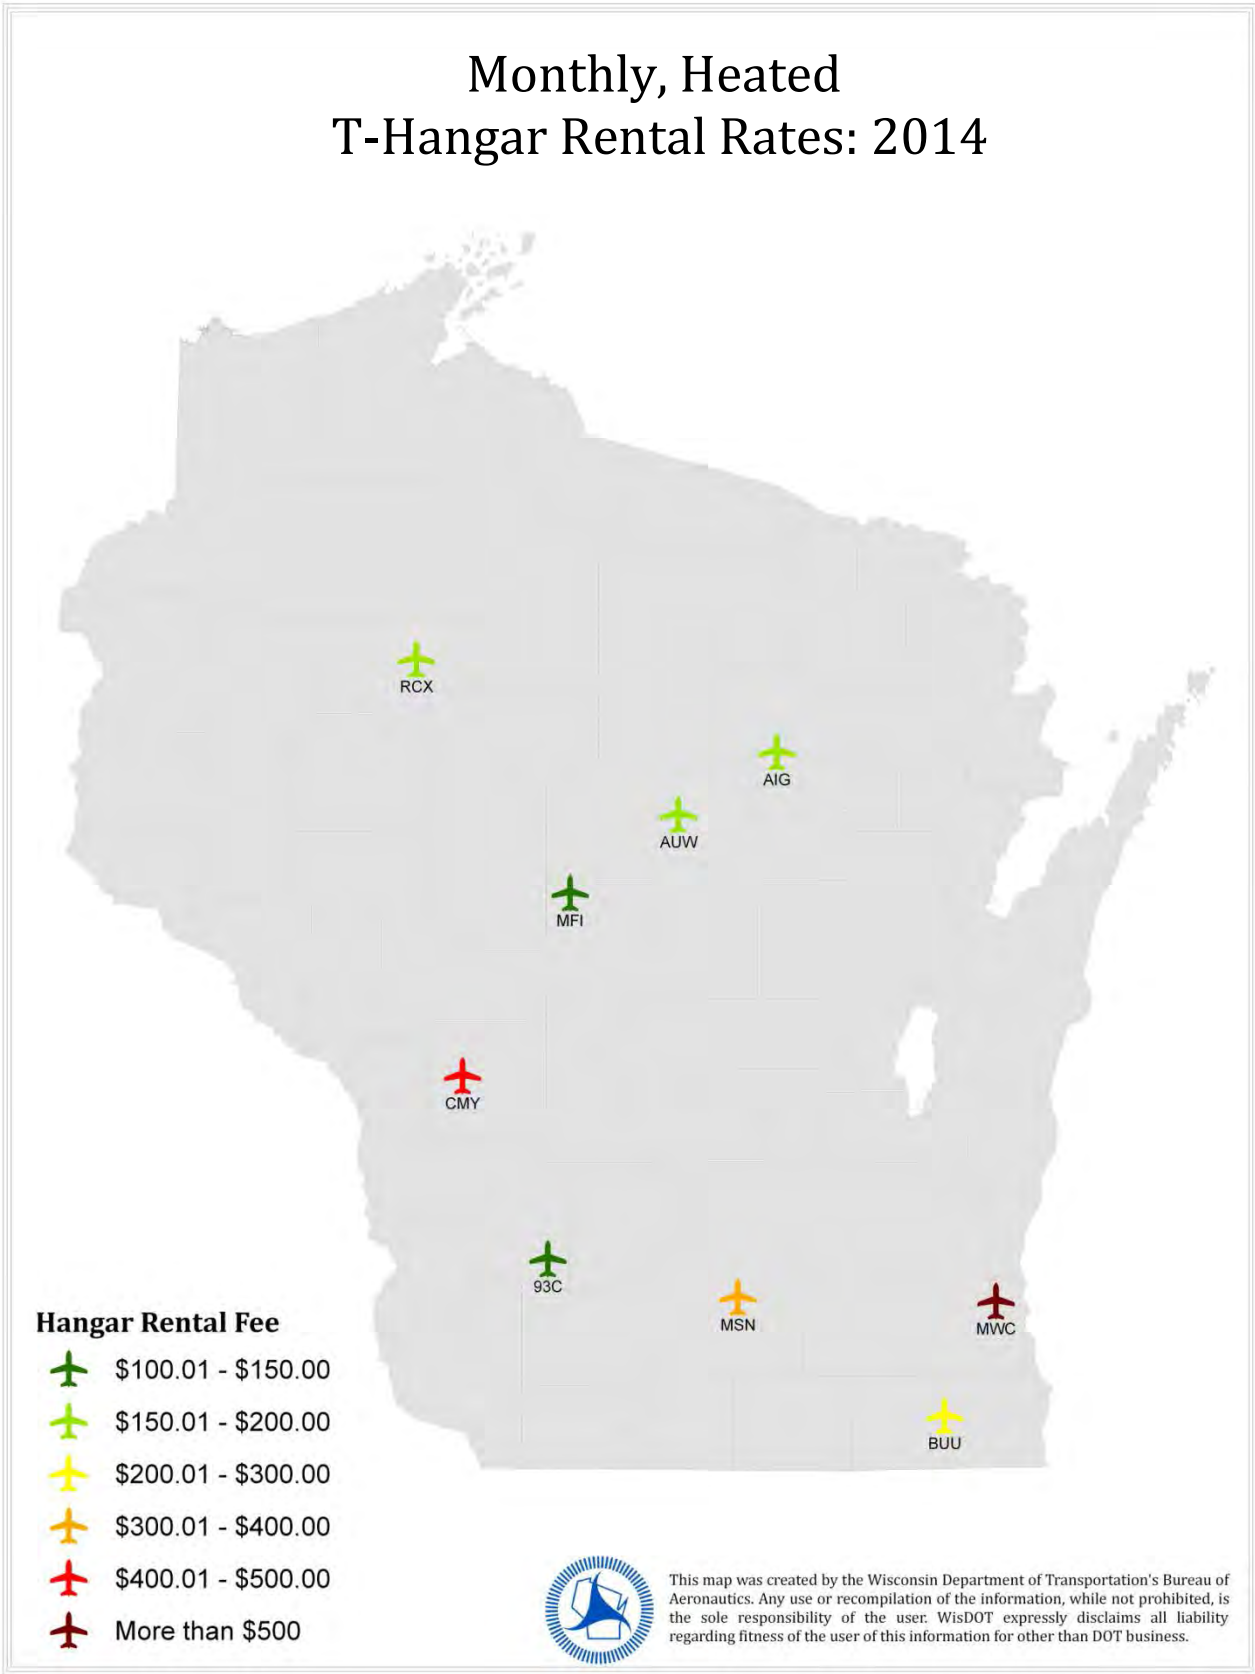 Monthly, Heated
T-Hangar Rental Rates: 2014
RCX
AIG
AUW
MFI
CMY
93C
MSN
MWC
BUU
Hangar Rental Fee
$100.01 - $150.00
$150.01 - $200.00
$200.01 - $300.00
$300.01 - $400.00
$400.01 - $500.00
More than $500
This map was created by the Wisconsin Department of Transportation's Bureau of
Aeronautics. Any use or recompilation of the information, while not prohibited, is
the sole responsibility of the user. WisDOT expressly disclaims all liability
regarding fitness of the user of this information for other than DOT business.